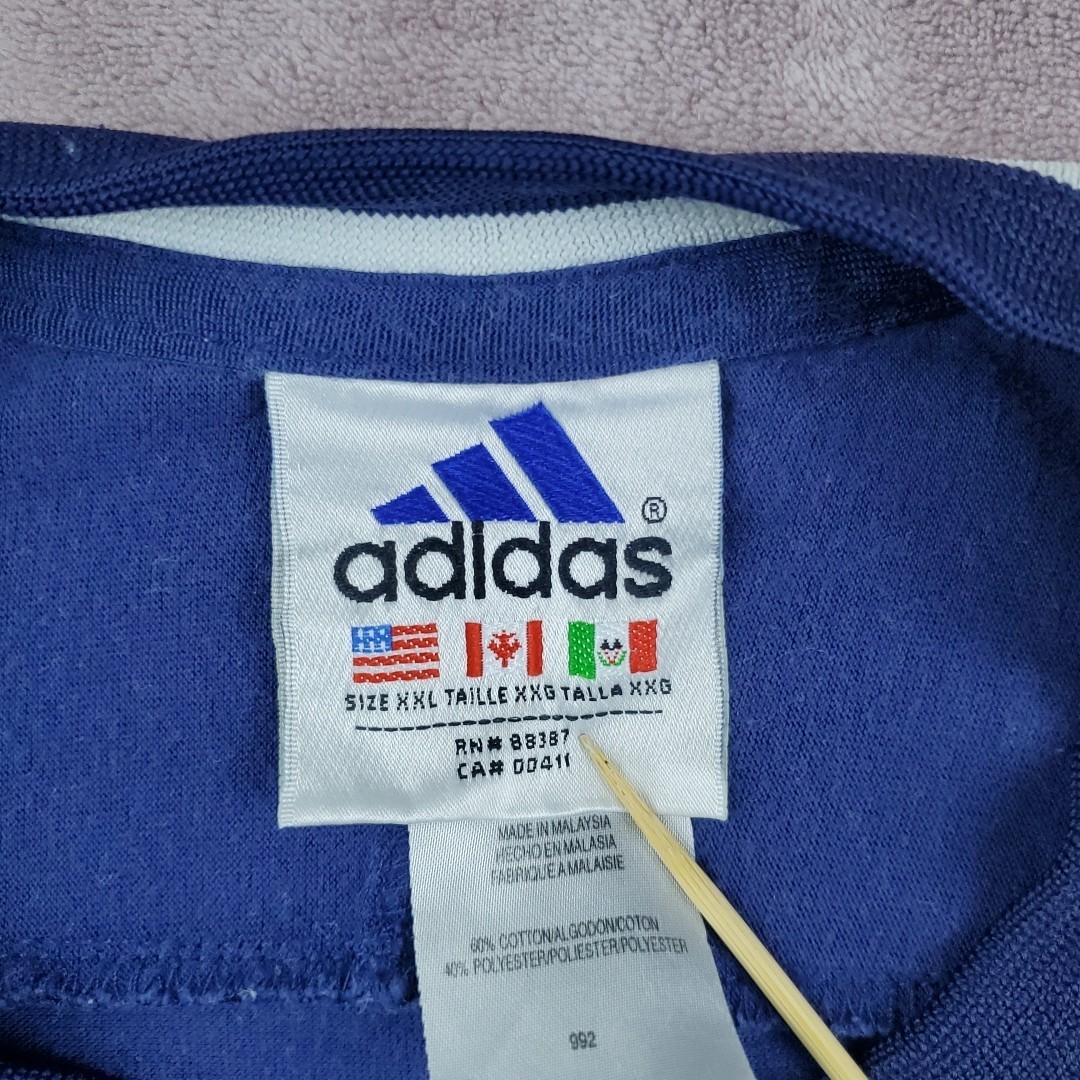 adidas ®
SIZE XXL TAILLE XXG TALLA XXG
RN# 88387
CA# 00411
MADE IN MALAYSIA
HECHO EN MALASIA
FABRIQUE A MALAISIE
60% COTTON/ALGODON/COTON
40% POLYESTER/POLIESTER/POLYESTER
992